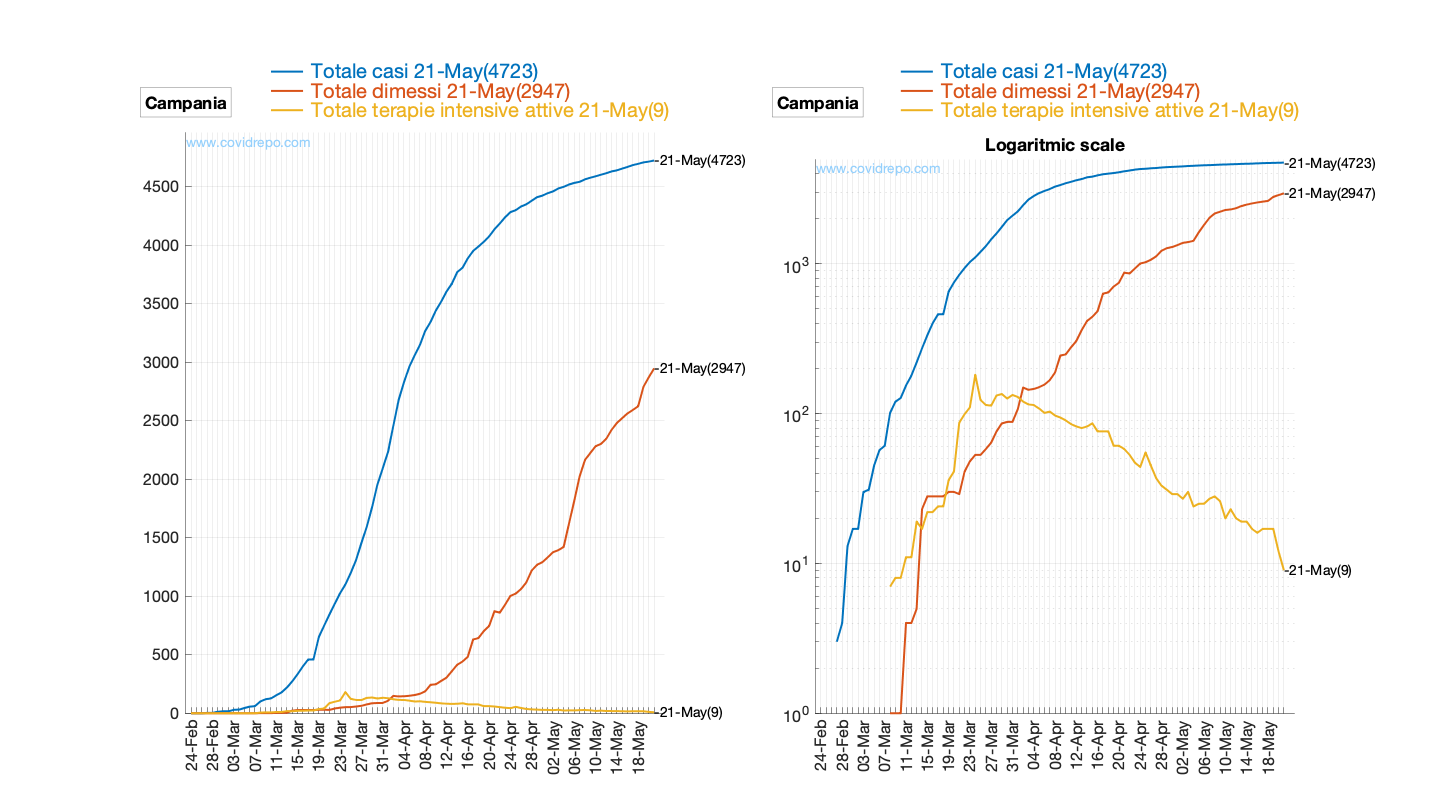 Totale casi 21-May(4723)
Totale dimessi 21-May(2947)
Totale terapie intensive attive 21-May(9)
Campania
www.covidrepo.com
-21-May(4723)
-21-May(2947)
-21-May(9)
4500
4000
3500
3000
2500
2000
1500
1000
500
0
24-Feb
28-Feb
03-Mar
07-Mar
11-Mar
15-Mar
19-Mar
23-Mar
27-Mar
31-Mar
04-Apr
08-Apr
12-Apr
16-Apr
20-Apr
24-Apr
28-Apr
02-May
06-May
10-May
14-May
18-May
Totale casi 21-May(4723)
Totale dimessi 21-May(2947)
Totale terapie intensive attive 21-May(9)
Campania
Logaritmic scale
www.covidrepo.com
-21-May(4723)
-21-May(2947)
-21-May(9)
10^3
10^2
10^1
10^0
24-Feb
28-Feb
03-Mar
07-Mar
11-Mar
15-Mar
19-Mar
23-Mar
27-Mar
31-Mar
04-Apr
08-Apr
12-Apr
16-Apr
20-Apr
24-Apr
28-Apr
02-May
06-May
10-May
14-May
18-May